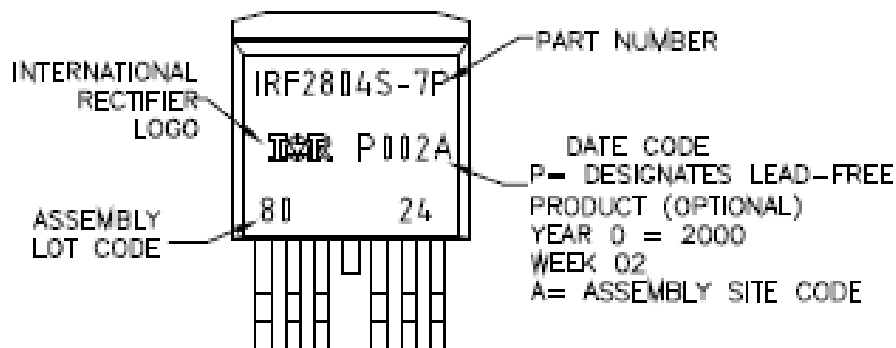 INTERNATIONAL
RECTIFIER
LOGO
ASSEMBLY
LOT CODE
IRF2804S-7P
IOR P002A
80 24
PART NUMBER
DATE CODE
P= DESIGNATES LEAD-FREE
PRODUCT (OPTIONAL)
YEAR 0 = 2000
WEEK 02
A= ASSEMBLY SITE CODE